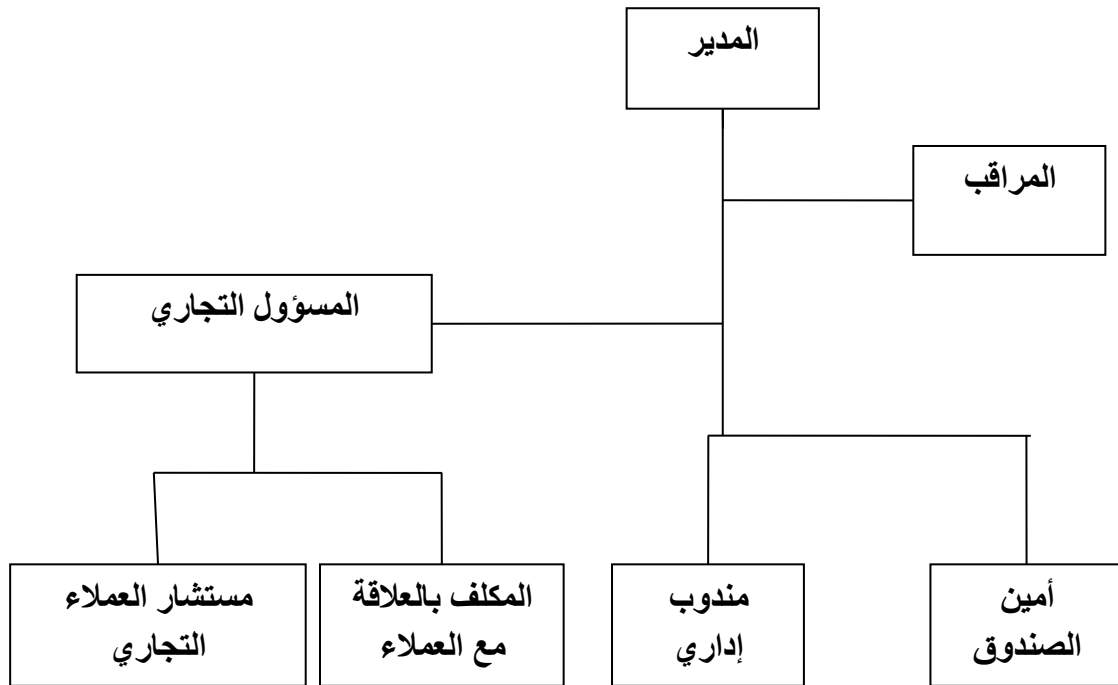 المدير
المراقب
المسؤول التجاري
أمين
الصندوق
مندوب
إداري
المكلف بالعلاقة
مع العملاء
مستشار العملاء
التجاري